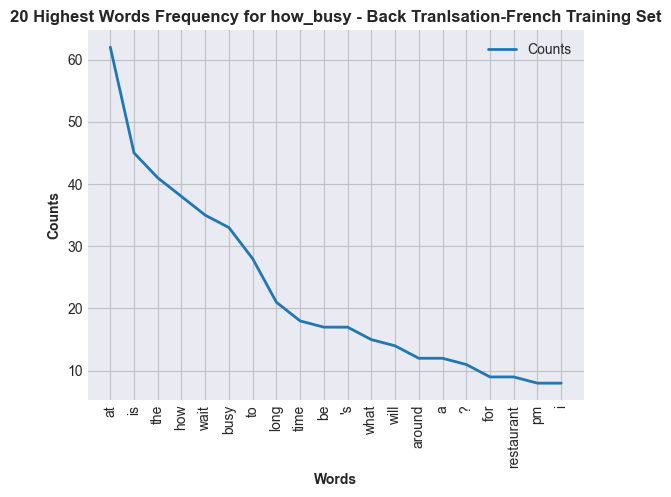 20 Highest Words Frequency for how_busy - Back Tranlsation-French Training Set
Counts
60
50
40
30
20
10
Counts
at
is
the
how
wait
busy
to
long
time
be
's
what
will
around
a
?
for
restaurant
pm
i
Words